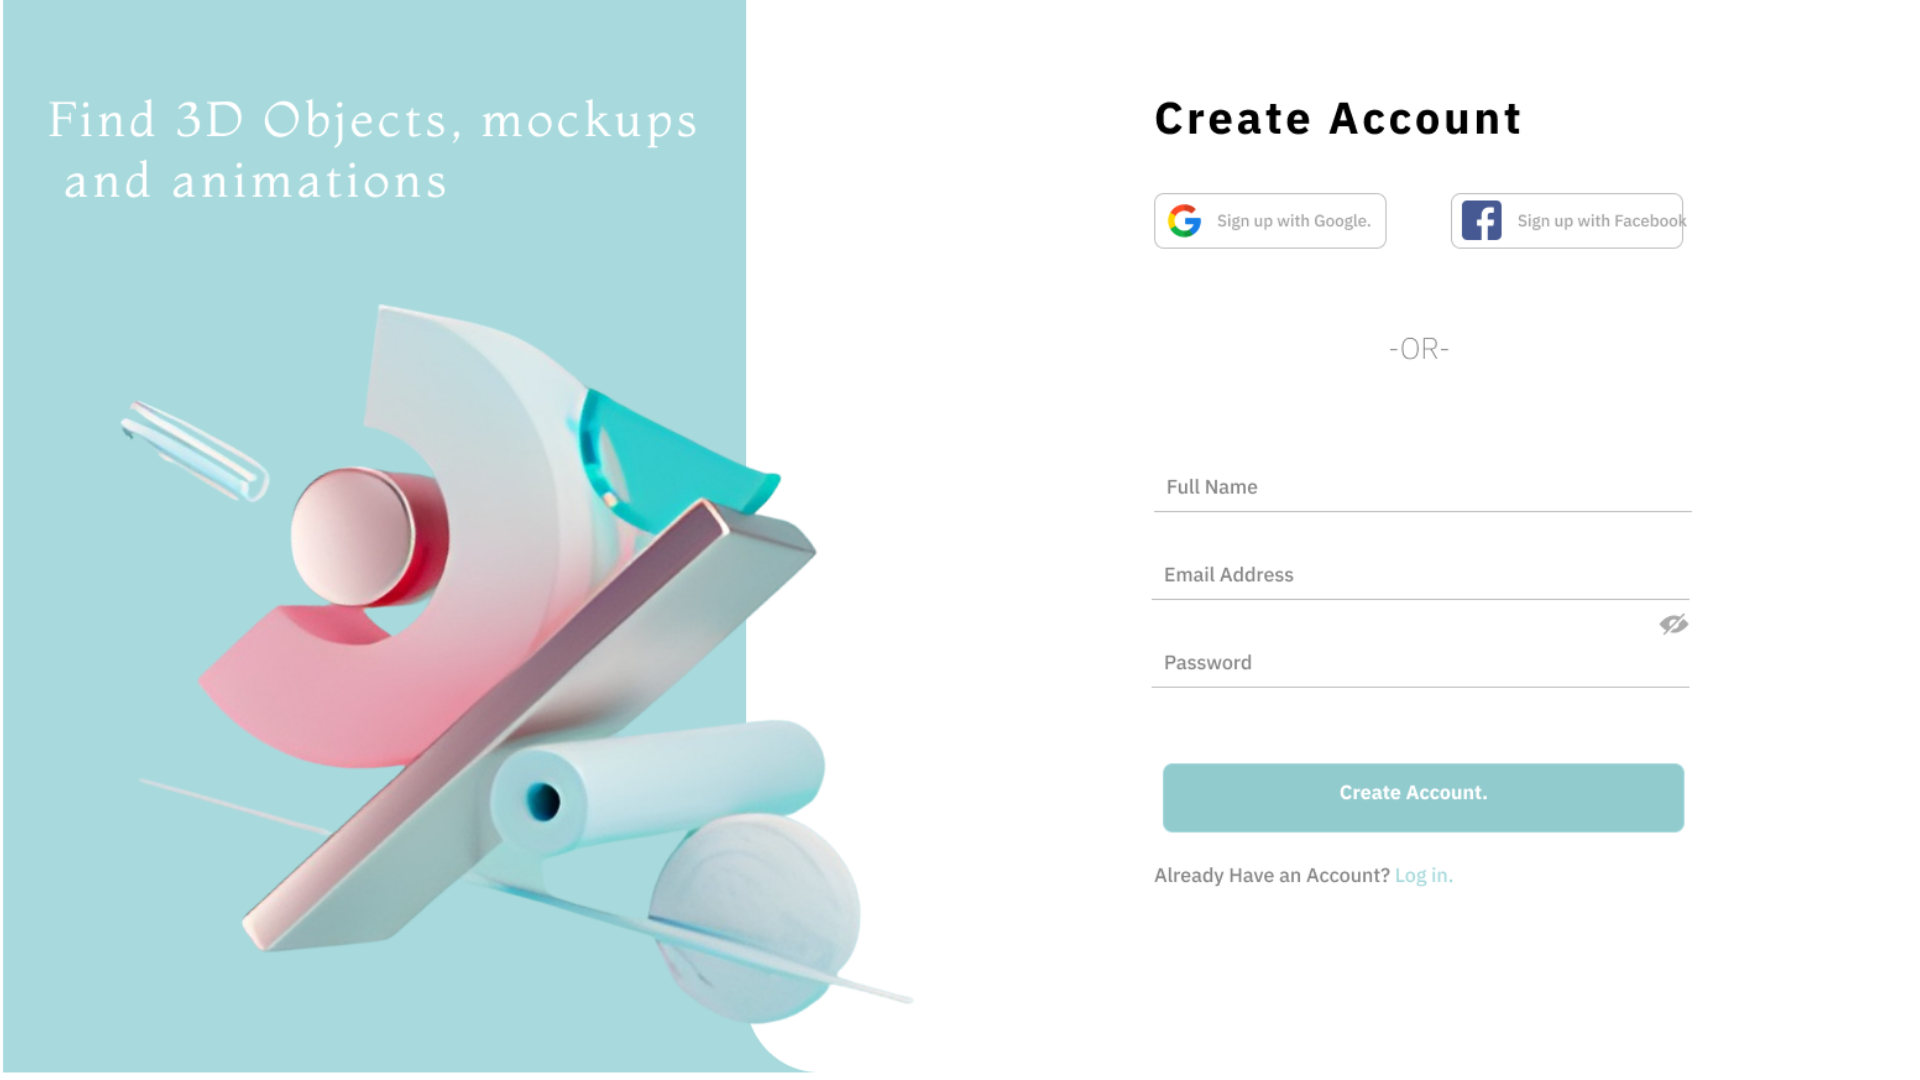 Find 3D Objects, mockups
and animations
Create Account
Sign up with Google.
Sign up with Facebook
-OR-
Full Name
Email Address
Password
Create Account.
Already Have an Account? Log in.